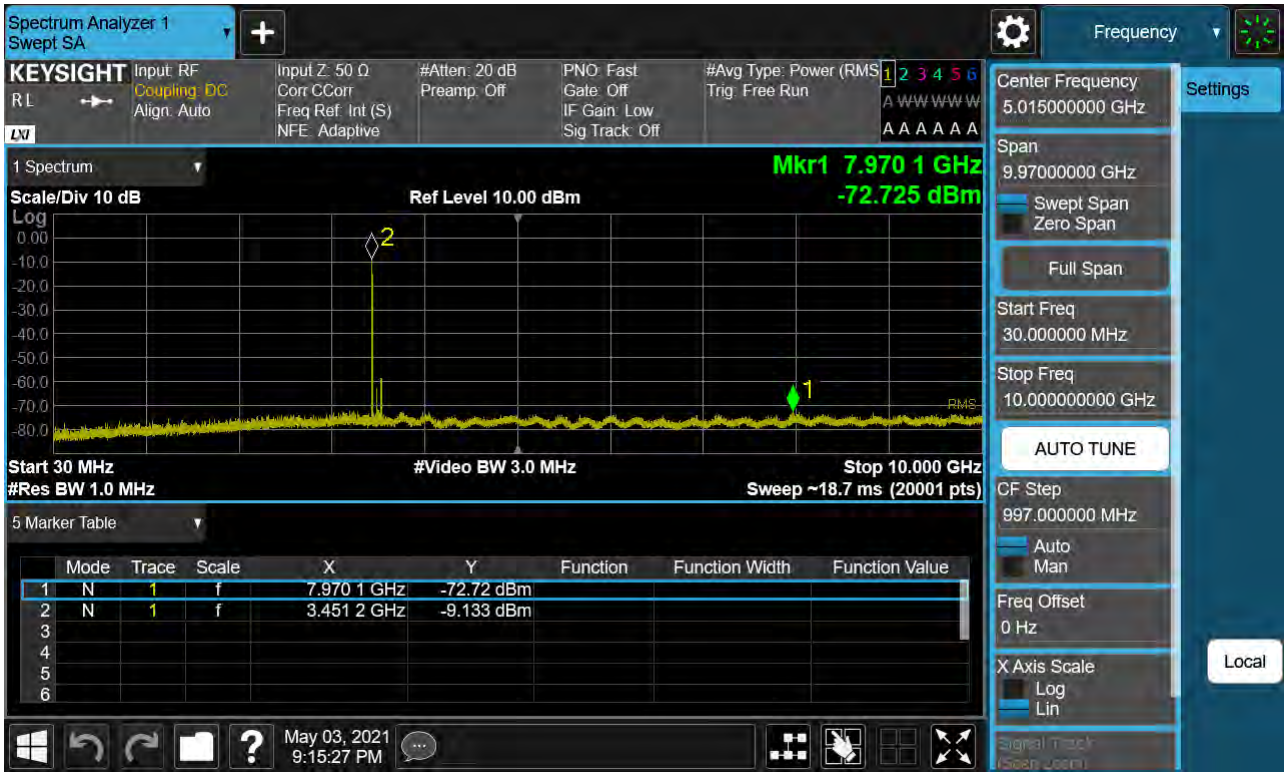 Spectrum Analyzer 1
Swept SA
Frequency
KEYSIGHT
RL
LXI
Input: RF
Coupling: DC
Align: Auto
Input Z: 50 Ω
Corr CCorr
Freq Ref: Int (S)
NFE: Adaptive
#Atten: 20 dB
Preamp: Off
PNO: Fast
Gate: Off
IF Gain: Low
Sig Track: Off
#Avg Type: Power (RMS
Trig: Free Run
1 2 3 4 5 6
A W W W W W
A A A A A A
1 Spectrum
Mkr1 7.970 1 GHz
-72.725 dBm
Scale/Div 10 dB
Ref Level 10.00 dBm
Log
0.00
-10.0
-20.0
-30.0
-40.0
-50.0
-60.0
-70.0
-80.0
2
1
RMS
Start 30 MHz
#Video BW 3.0 MHz
Stop 10.000 GHz
#Res BW 1.0 MHz
Sweep ~18.7 ms (20001 pts)
5 Marker Table
Mode Trace Scale X Y Function Function Width Function Value
1 N 1 f 7.970 1 GHz -72.72 dBm
2 N 1 f 3.451 2 GHz -9.133 dBm
3
4
5
6
May 03, 2021
9:15:27 PM
Center Frequency
5.015000000 GHz
Span
9.97000000 GHz
Swept Span
Zero Span
Full Span
Start Freq
30.000000 MHz
Stop Freq
10.000000000 GHz
AUTO TUNE
CF Step
997.000000 MHz
Auto
Man
Freq Offset
0 Hz
X Axis Scale
Log
Lin
Signal Track
(Span Zoom)
Settings
Local